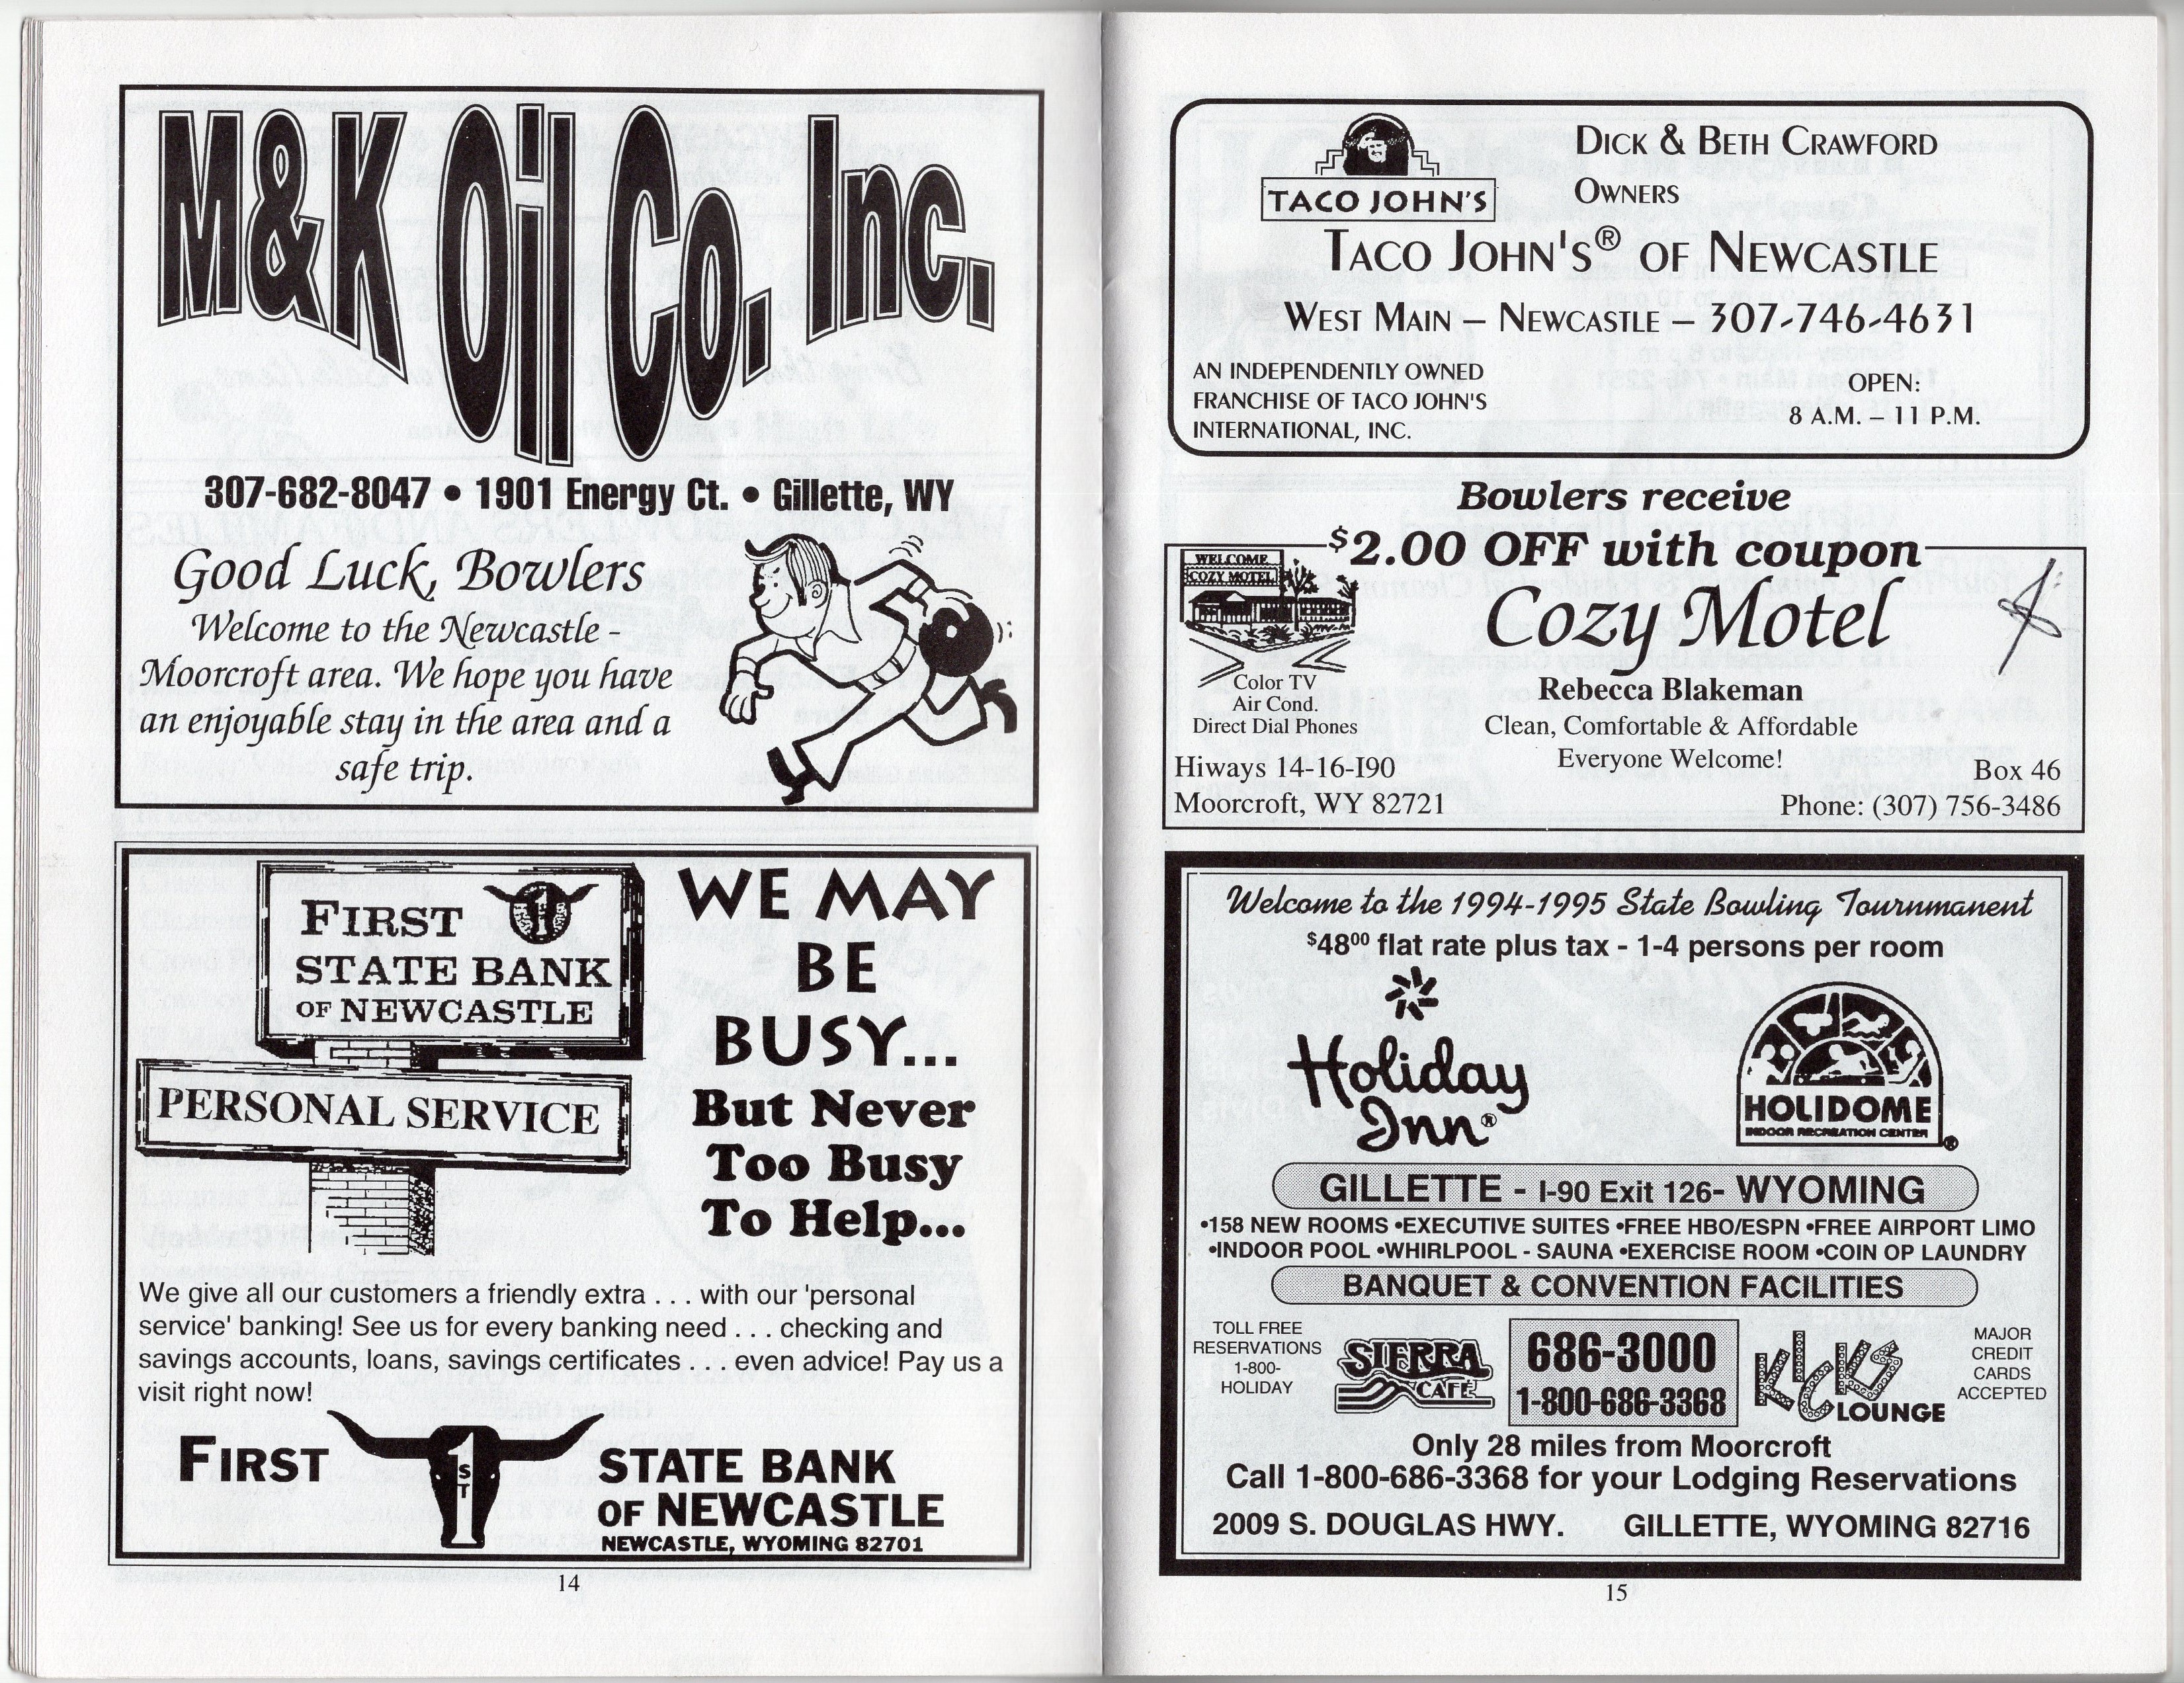 M&K Oil Co. Inc.
307-682-8047 • 1901 Energy Ct. • Gillette, WY
Good Luck, Bowlers
Welcome to the Newcastle -
Moorcroft area. We hope you have
an enjoyable stay in the area and a
safe trip.
FIRST 1
STATE BANK
OF NEWCASTLE
PERSONAL SERVICE
WE MAY
BE
BUSY...
But Never
Too Busy
To Help...
We give all our customers a friendly extra . . . with our 'personal
service' banking! See us for every banking need . . . checking and
savings accounts, loans, savings certificates . . . even advice! Pay us a
visit right now!
FIRST 1ST STATE BANK
OF NEWCASTLE
NEWCASTLE, WYOMING 82701
14
TACO JOHN'S
DICK & BETH CRAWFORD
OWNERS
TACO JOHN'S® OF NEWCASTLE
WEST MAIN – NEWCASTLE – 307-746-4631
AN INDEPENDENTLY OWNED
FRANCHISE OF TACO JOHN'S
INTERNATIONAL, INC.
OPEN:
8 A.M. – 11 P.M.
Bowlers receive
$2.00 OFF with coupon
WELCOME
COZY MOTEL
Cozy Motel
Color TV
Air Cond.
Direct Dial Phones
Rebecca Blakeman
Clean, Comfortable & Affordable
Everyone Welcome!
Hiways 14-16-I90
Moorcroft, WY 82721
Box 46
Phone: (307) 756-3486
Welcome to the 1994-1995 State Bowling Tournmanent
$4800 flat rate plus tax - 1-4 persons per room
Holiday
Inn®
HOLIDOME
INDOOR RECREATION CENTER ®
GILLETTE - I-90 Exit 126- WYOMING
•158 NEW ROOMS •EXECUTIVE SUITES •FREE HBO/ESPN •FREE AIRPORT LIMO
•INDOOR POOL •WHIRLPOOL - SAUNA •EXERCISE ROOM •COIN OP LAUNDRY
BANQUET & CONVENTION FACILITIES
TOLL FREE
RESERVATIONS
1-800-
HOLIDAY
SIERRA
CAFÉ
686-3000
1-800-686-3368
KICKS
LOUNGE
MAJOR
CREDIT
CARDS
ACCEPTED
Only 28 miles from Moorcroft
Call 1-800-686-3368 for your Lodging Reservations
2009 S. DOUGLAS HWY. GILLETTE, WYOMING 82716
15